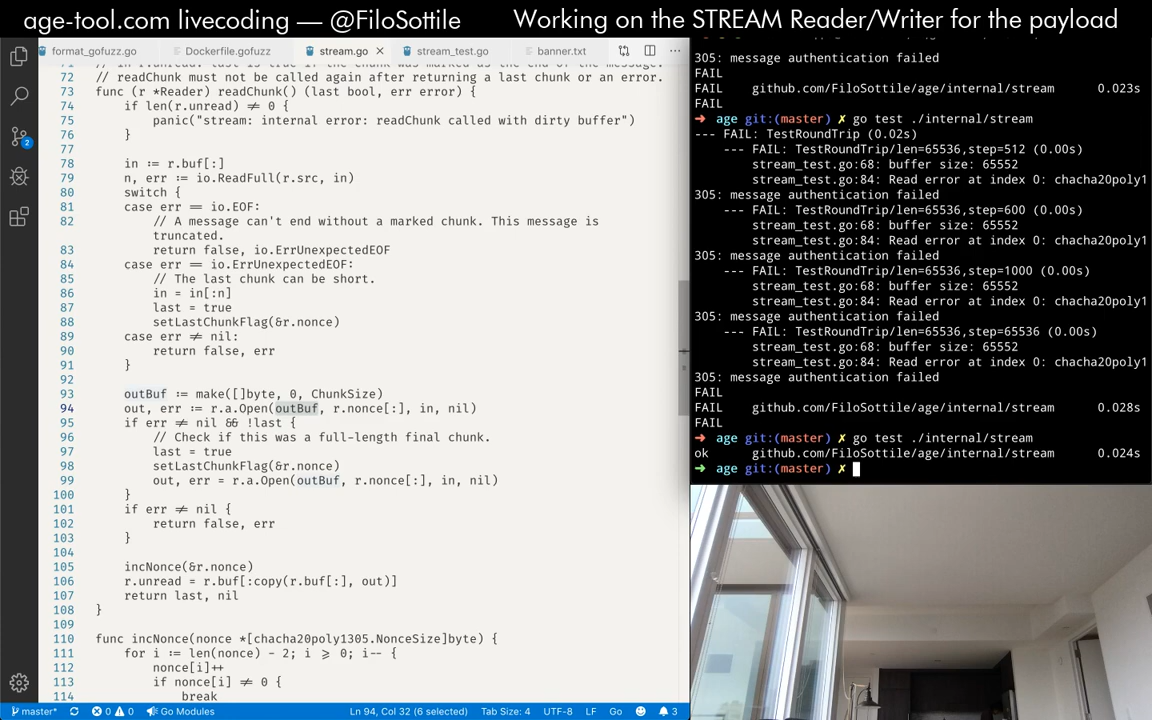 age-tool.com livecoding — @FiloSottile
Working on the STREAM Reader/Writer for the payload
format_gofuzz.go
Dockerfile.gofuzz
stream.go
stream_test.go
banner.txt
71
72 // readChunk must not be called again after returning a last chunk or an error.
73 func (r *Reader) readChunk() (last bool, err error) {
74 if len(r.unread) ≠ 0 {
75 panic("stream: internal error: readChunk called with dirty buffer")
76 }
77
78 in := r.buf[:]
79 n, err := io.ReadFull(r.src, in)
80 switch {
81 case err == io.EOF:
82 // A message can't end without a marked chunk. This message is
truncated.
83 return false, io.ErrUnexpectedEOF
84 case err == io.ErrUnexpectedEOF:
85 // The last chunk can be short.
86 in = in[:n]
87 last = true
88 setLastChunkFlag(&r.nonce)
89 case err ≠ nil:
90 return false, err
91 }
92
93 outBuf := make([]byte, 0, ChunkSize)
94 out, err := r.a.Open(outBuf, r.nonce[:], in, nil)
95 if err ≠ nil && !last {
96 // Check if this was a full-length final chunk.
97 last = true
98 setLastChunkFlag(&r.nonce)
99 out, err = r.a.Open(outBuf, r.nonce[:], in, nil)
100 }
101 if err ≠ nil {
102 return false, err
103 }
104
105 incNonce(&r.nonce)
106 r.unread = r.buf[:copy(r.buf[:], out)]
107 return last, nil
108 }
109
110 func incNonce(nonce *[chacha20poly1305.NonceSize]byte) {
111 for i := len(nonce) - 2; i ⩾ 0; i-- {
112 nonce[i]++
113 if nonce[i] ≠ 0 {
114 break
2
master*
0 0
Go Modules
Ln 94, Col 32 (6 selected)
Tab Size: 4
UTF-8
LF
Go
3
305: message authentication failed
FAIL
FAIL github.com/FiloSottile/age/internal/stream 0.023s
FAIL
➜ age git:(master) ✗ go test ./internal/stream
--- FAIL: TestRoundTrip (0.02s)
--- FAIL: TestRoundTrip/len=65536,step=512 (0.00s)
stream_test.go:68: buffer size: 65552
stream_test.go:84: Read error at index 0: chacha20poly1
305: message authentication failed
--- FAIL: TestRoundTrip/len=65536,step=600 (0.00s)
stream_test.go:68: buffer size: 65552
stream_test.go:84: Read error at index 0: chacha20poly1
305: message authentication failed
--- FAIL: TestRoundTrip/len=65536,step=1000 (0.00s)
stream_test.go:68: buffer size: 65552
stream_test.go:84: Read error at index 0: chacha20poly1
305: message authentication failed
--- FAIL: TestRoundTrip/len=65536,step=65536 (0.00s)
stream_test.go:68: buffer size: 65552
stream_test.go:84: Read error at index 0: chacha20poly1
305: message authentication failed
FAIL
FAIL github.com/FiloSottile/age/internal/stream 0.028s
FAIL
➜ age git:(master) ✗ go test ./internal/stream
ok github.com/FiloSottile/age/internal/stream 0.024s
➜ age git:(master) ✗